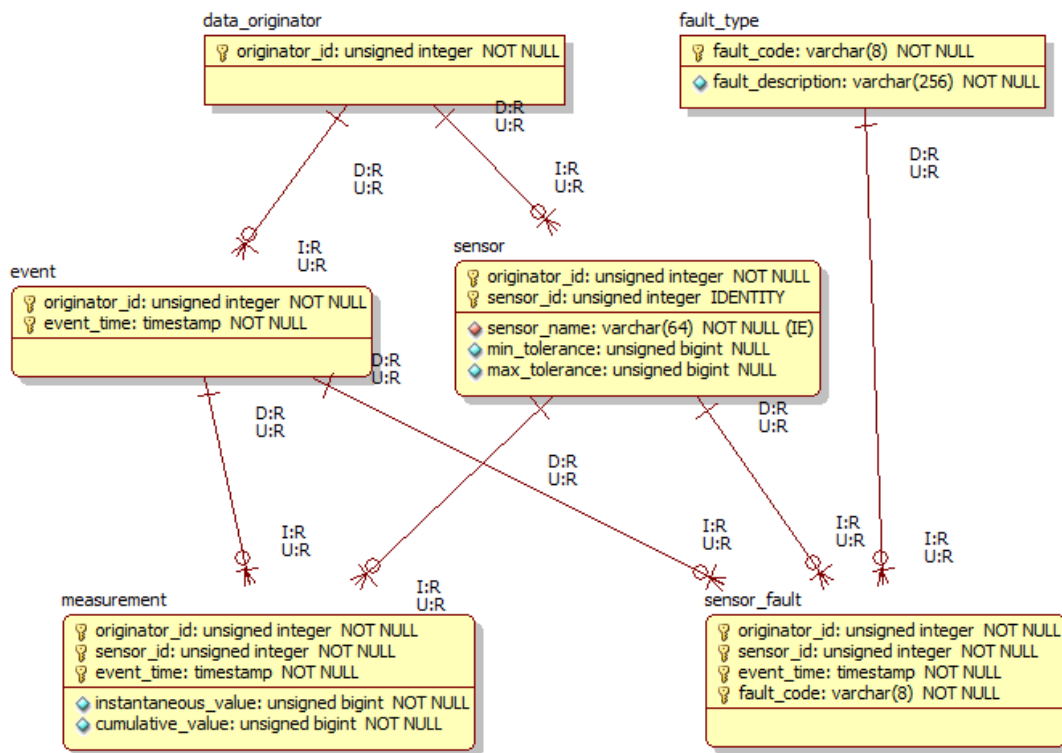 data_originator
originator_id: unsigned integer NOT NULL
fault_type
fault_code: varchar(8) NOT NULL
fault_description: varchar(256) NOT NULL
D:R
U:R
D:R
U:R
I:R
U:R
D:R
U:R
I:R
U:R
event
originator_id: unsigned integer NOT NULL
event_time: timestamp NOT NULL
sensor
originator_id: unsigned integer NOT NULL
sensor_id: unsigned integer IDENTITY
sensor_name: varchar(64) NOT NULL (IE)
min_tolerance: unsigned bigint NULL
max_tolerance: unsigned bigint NULL
D:R
U:R
D:R
U:R
D:R
U:R
D:R
U:R
I:R
U:R
I:R
U:R
I:R
U:R
I:R
U:R
I:R
U:R
measurement
originator_id: unsigned integer NOT NULL
sensor_id: unsigned integer NOT NULL
event_time: timestamp NOT NULL
instantaneous_value: unsigned bigint NOT NULL
cumulative_value: unsigned bigint NOT NULL
sensor_fault
originator_id: unsigned integer NOT NULL
sensor_id: unsigned integer NOT NULL
event_time: timestamp NOT NULL
fault_code: varchar(8) NOT NULL